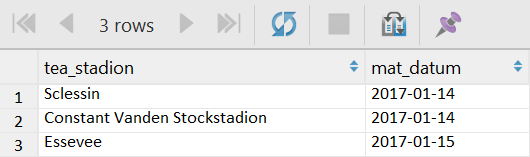 3 rows
tea_stadion mat_datum
1 Sclessin 2017-01-14
2 Constant Vanden Stockstadion 2017-01-14
3 Essevee 2017-01-15